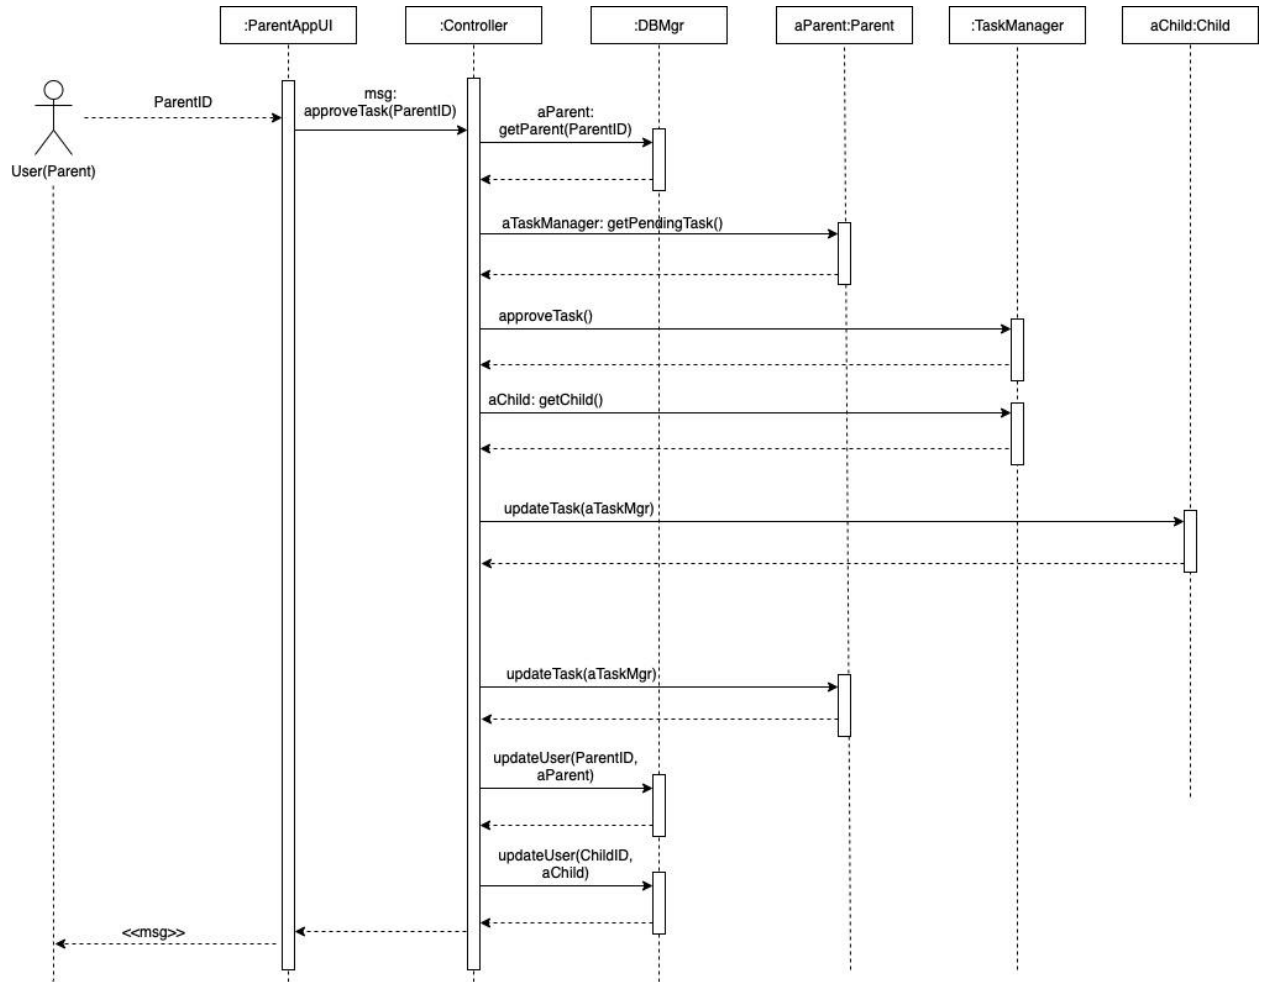 :ParentAppUI
:Controller
:DBMgr
aParent:Parent
:TaskManager
aChild:Child
User(Parent)
ParentID
msg:
approveTask(ParentID)
aParent:
getParent(ParentID)
aTaskManager: getPendingTask()
approveTask()
aChild: getChild()
updateTask(aTaskMgr)
updateTask(aTaskMgr)
updateUser(ParentID,
aParent)
updateUser(ChildID,
aChild)
<<msg>>